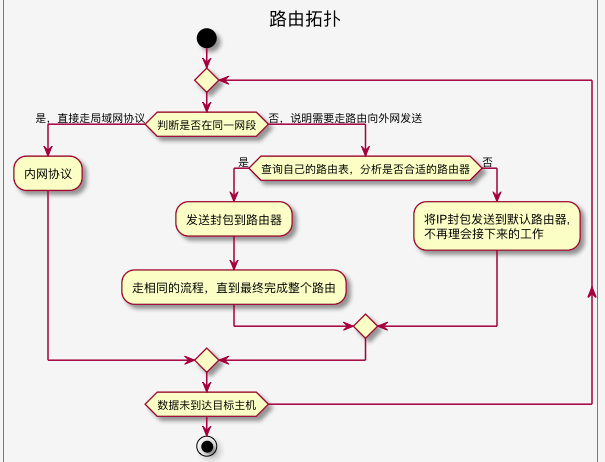 路由拓扑
是，直接走局域网协议
判断是否在同一网段
否，说明需要走路由向外网发送
内网协议
是
查询自己的路由表，分析是否合适的路由器
否
发送封包到路由器
将IP封包发送到默认路由器，
不再理会接下来的工作
走相同的流程，直到最终完成整个路由
数据未到达目标主机